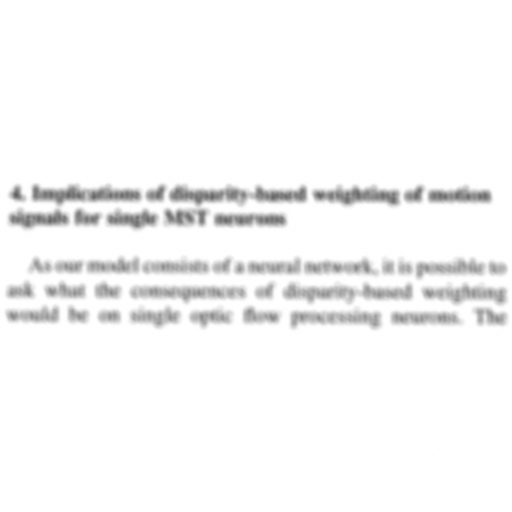 4. Implications of disparity-based weighting of motion
signals for single MST neurons
As our model consists of a neural network, it is possible to
ask what the consequences of disparity-based weighting
would be on single optic flow processing neurons. The